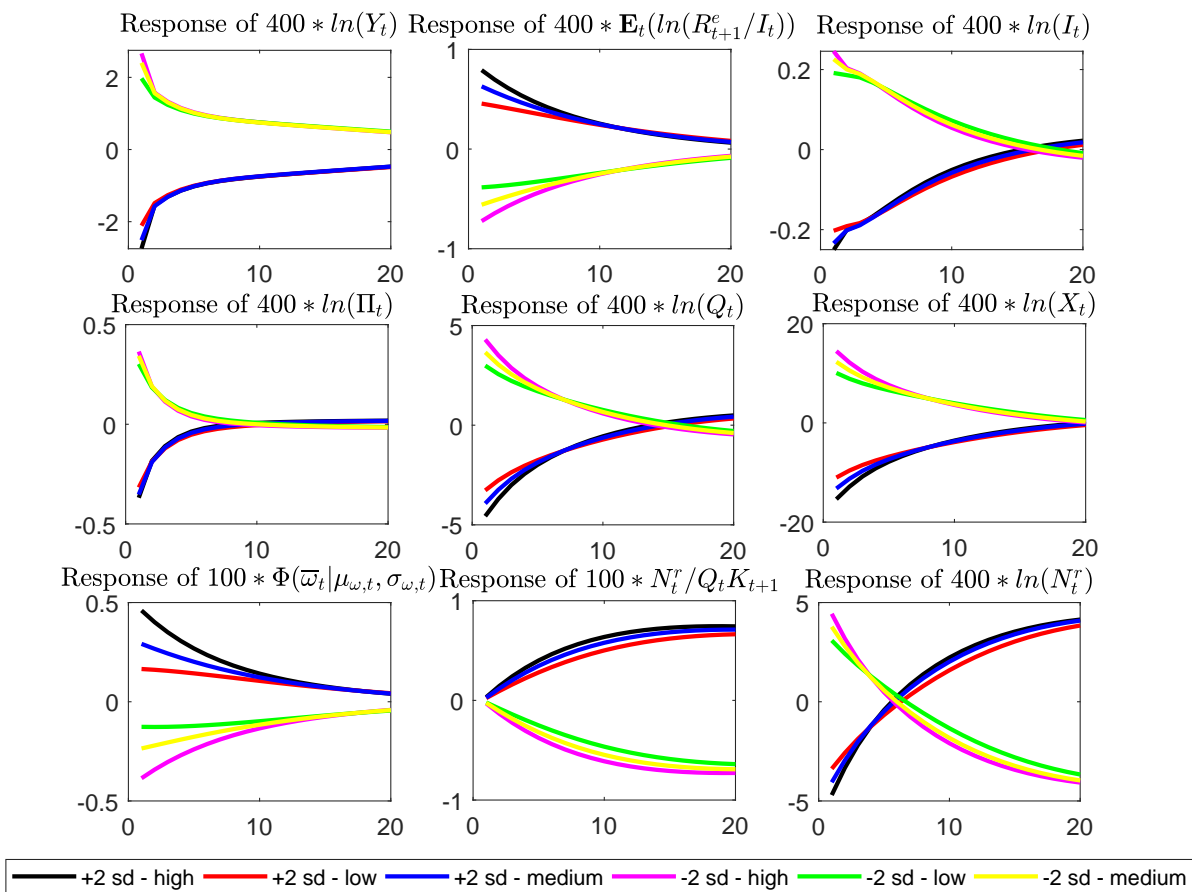 Response of 400 ∗ ln(Y_t) Response of 400 ∗ E_t(ln(R^e_{t+1}/I_t)) Response of 400 ∗ ln(I_t)
2
0
-2
0 10 20
1
0
-1
0 10 20
0.2
0
-0.2
0 10 20
Response of 400 ∗ ln(Π_t) Response of 400 ∗ ln(Q_t) Response of 400 ∗ ln(X_t)
0.5
0
-0.5
0 10 20
5
0
-5
0 10 20
20
0
-20
0 10 20
Response of 100 ∗ Φ(ω̅_t|μ_{ω,t}, σ_{ω,t}) Response of 100 ∗ N^r_t/Q_tK_{t+1} Response of 400 ∗ ln(N^r_t)
0.5
0
-0.5
0 10 20
1
0
-1
0 10 20
5
0
-5
0 10 20
+2 sd - high +2 sd - low +2 sd - medium -2 sd - high -2 sd - low -2 sd - medium